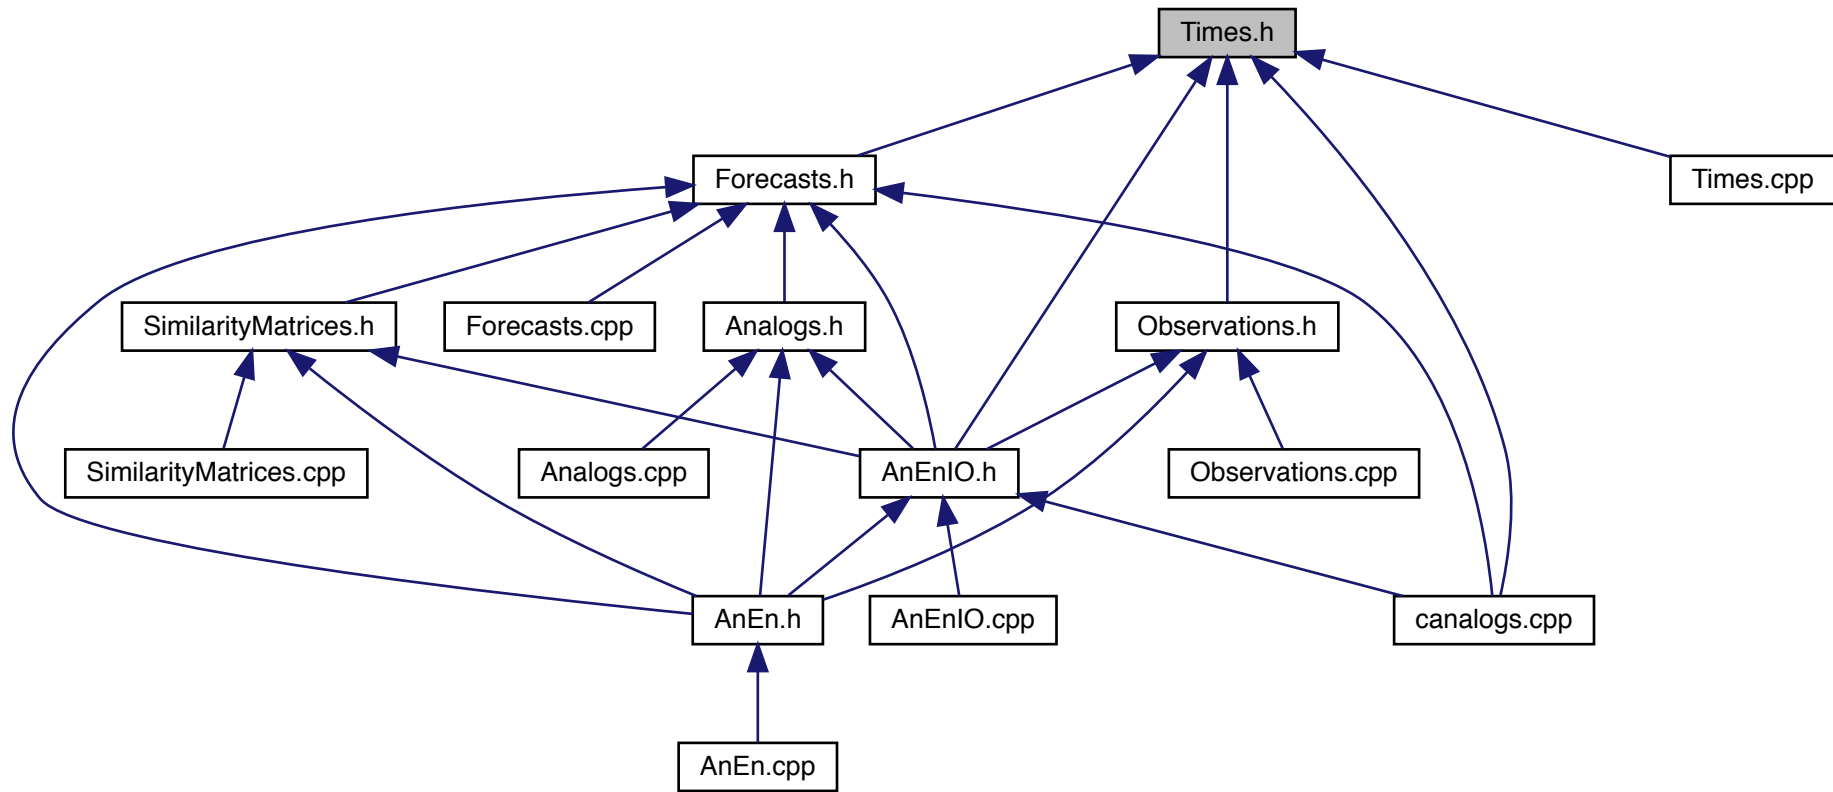 Times.h
Forecasts.h
Times.cpp
SimilarityMatrices.h
Forecasts.cpp
Analogs.h
Observations.h
SimilarityMatrices.cpp
Analogs.cpp
AnEnIO.h
Observations.cpp
AnEn.h
AnEnIO.cpp
canalogs.cpp
AnEn.cpp